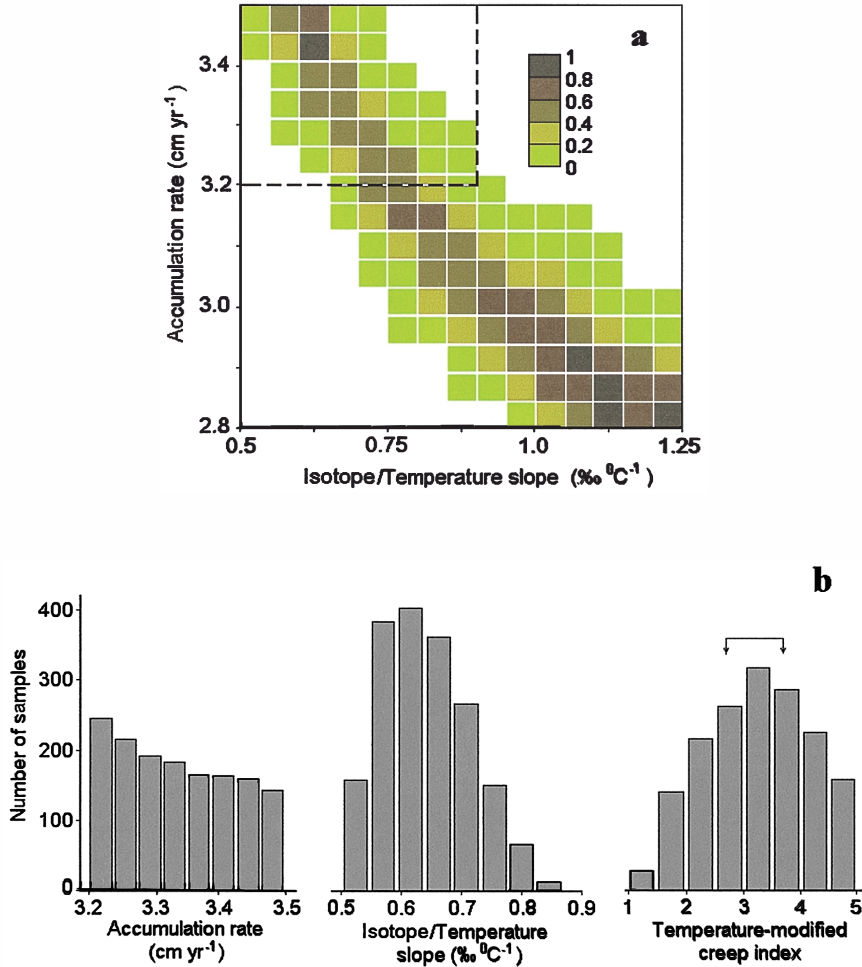 a
1
0.8
0.6
0.4
0.2
0
3.4
3.2
3.0
2.8
Accumulation rate (cm yr⁻¹)
0.5 0.75 1.0 1.25
Isotope/Temperature slope (‰ ⁰C⁻¹)
b
400
300
200
100
0
Number of samples
3.2 3.3 3.4 3.5
Accumulation rate
(cm yr⁻¹)
0.5 0.6 0.7 0.8 0.9
Isotope/Temperature
slope (‰ ⁰C⁻¹)
1 2 3 4 5
Temperature-modified
creep index